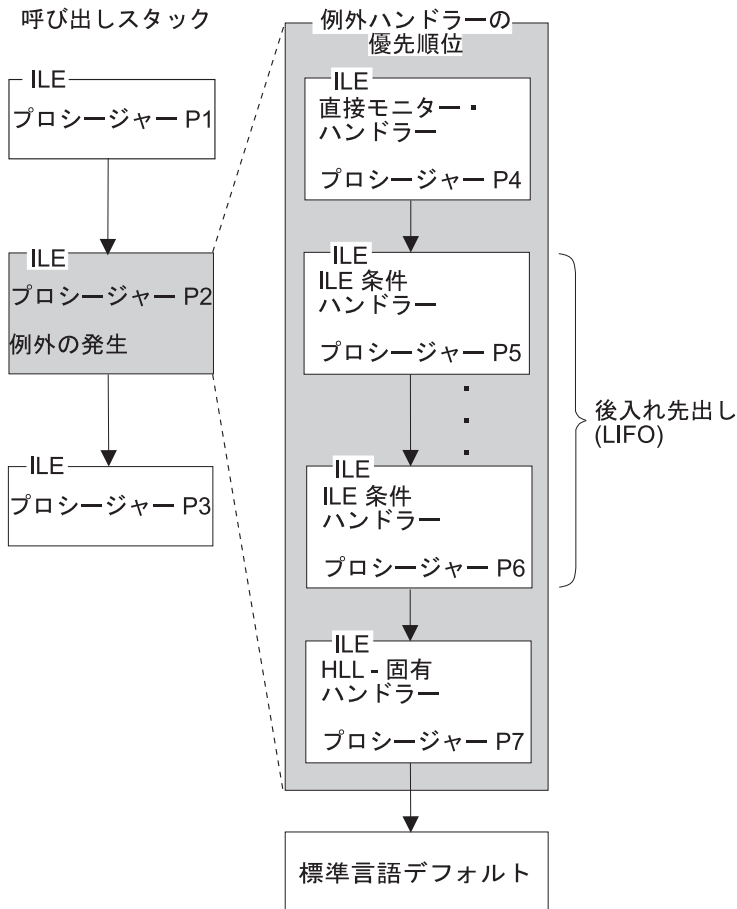 呼び出しスタック
ILE
プロシージャー P1
ILE
プロシージャー P2
例外の発生
ILE
プロシージャー P3
例外ハンドラーの
優先順位
ILE
直接モニター・
ハンドラー
プロシージャー P4
ILE
ILE 条件
ハンドラー
プロシージャー P5
ILE
ILE 条件
ハンドラー
プロシージャー P6
後入れ先出し
(LIFO)
ILE
HLL - 固有
ハンドラー
プロシージャー P7
標準言語デフォルト